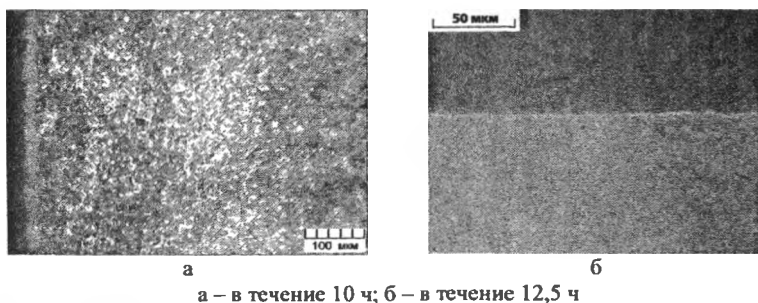 50 мкм
100 мкм
а
б
а – в течение 10 ч; б – в течение 12,5 ч